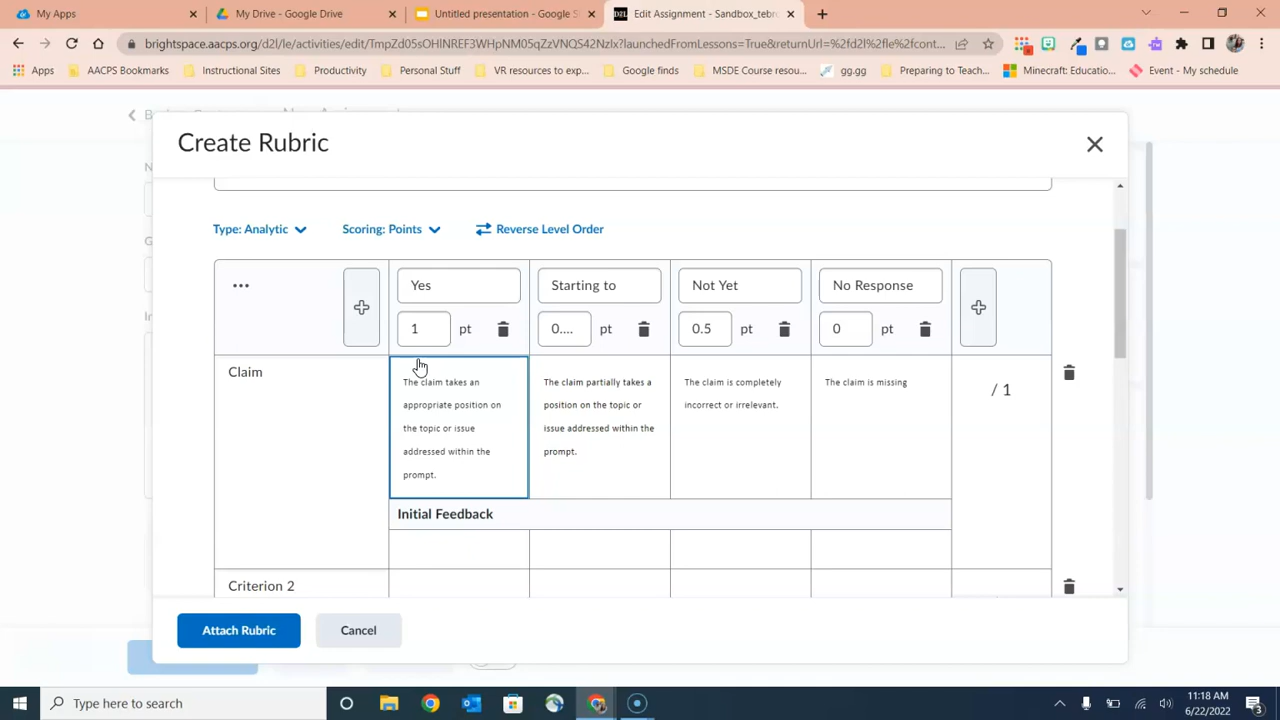 My Apps
My Drive - Google Drive
Untitled presentation - Google S
D2L
Edit Assignment - Sandbox_tebro
brightspace.aacps.org/d2l/le/activities/edit/
?launchedFromLessons=True&returnUrl=%2fd2l%2fle%2fcont...
Apps
AACPS Bookmarks
Instructional Sites
Productivity
Personal Stuff
VR resources to exp...
Google finds
MSDE Course resou...
gg.gg
Preparing to Teach...
Minecraft: Educatio...
Event - My schedule
Create Rubric
Type: Analytic
Scoring: Points
Reverse Level Order
Yes
Starting to
Not Yet
No Response
1 pt
0.... pt
0.5 pt
0 pt
Claim
The claim takes an
appropriate position on
the topic or issue
addressed within the
prompt.
The claim partially takes a
position on the topic or
issue addressed within the
prompt.
The claim is completely
incorrect or irrelevant.
The claim is missing
/ 1
Initial Feedback
Criterion 2
Attach Rubric
Cancel
Type here to search
11:18 AM
6/22/2022
3